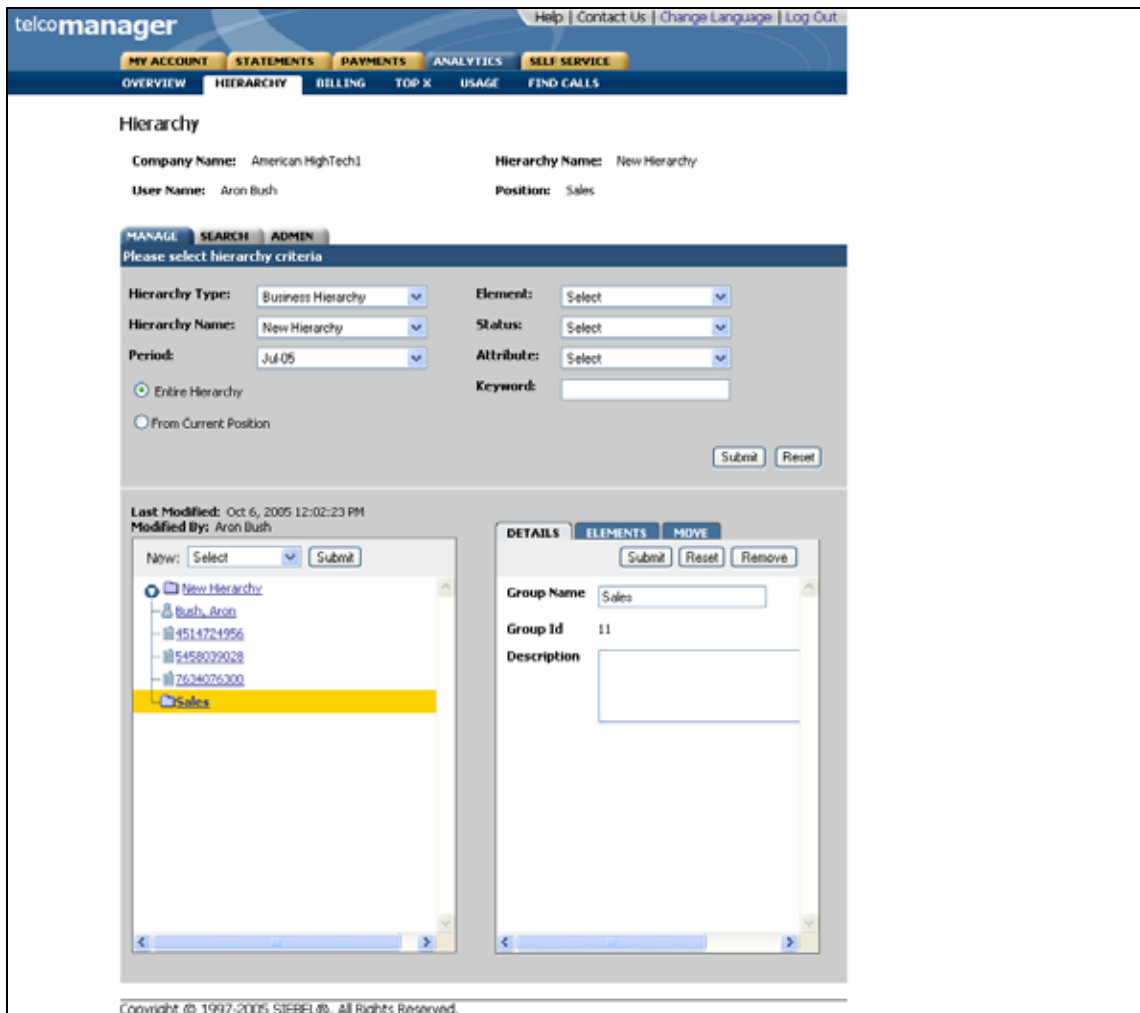 telcomanager
Help | Contact Us | Change Language | Log Out
MY ACCOUNT STATEMENTS PAYMENTS ANALYTICS SELF SERVICE
OVERVIEW HIERARCHY BILLING TOP X USAGE FIND CALLS
Hierarchy
Company Name: American HighTech1 Hierarchy Name: New Hierarchy
User Name: Aron Bush Position: Sales
MANAGE SEARCH ADMIN
Please select hierarchy criteria
Hierarchy Type: Business Hierarchy Element: Select
Hierarchy Name: New Hierarchy Status: Select
Period: Jul-05 Attribute: Select
Entire Hierarchy Keyword:
From Current Position
Submit Reset
Last Modified: Oct 6, 2005 12:02:23 PM
Modified By: Aron Bush
New: Select Submit
New Hierarchy
Bush, Aron
4514724956
5458039028
7634076300
Sales
DETAILS ELEMENTS MOVE
Submit Reset Remove
Group Name Sales
Group Id 11
Description
Copyright © 1997-2005 SIEBEL®. All Rights Reserved.